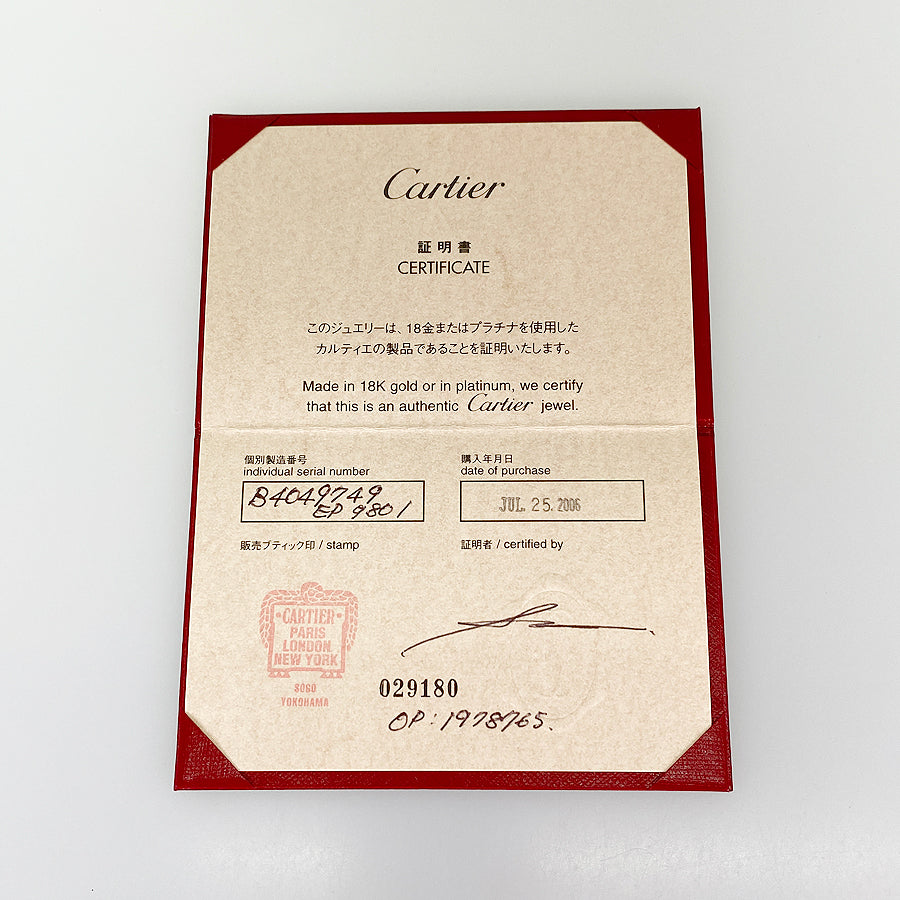 Cartier
証明書
CERTIFICATE
このジュエリーは、18金またはプラチナを使用した
カルティエの製品であることを証明いたします。
Made in 18K gold or in platinum, we certify
that this is an authentic Cartier jewel.
個別製造番号
individual serial number
B4049749
EP 9801
購入年月日
date of purchase
JUL. 25. 2006
販売ブティック印 / stamp
証明者 / certified by
CARTIER
PARIS
LONDON
NEW YORK
SOGO
YOKOHAMA
029180
OP: 1978765.